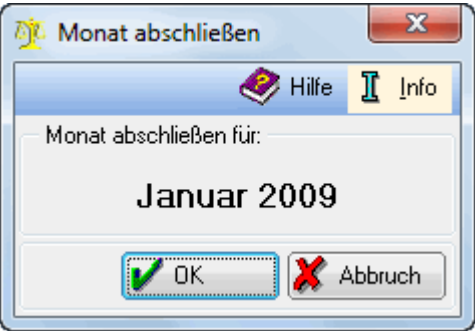 Monat abschließen
Hilfe Info
Monat abschließen für:
Januar 2009
OK Abbruch